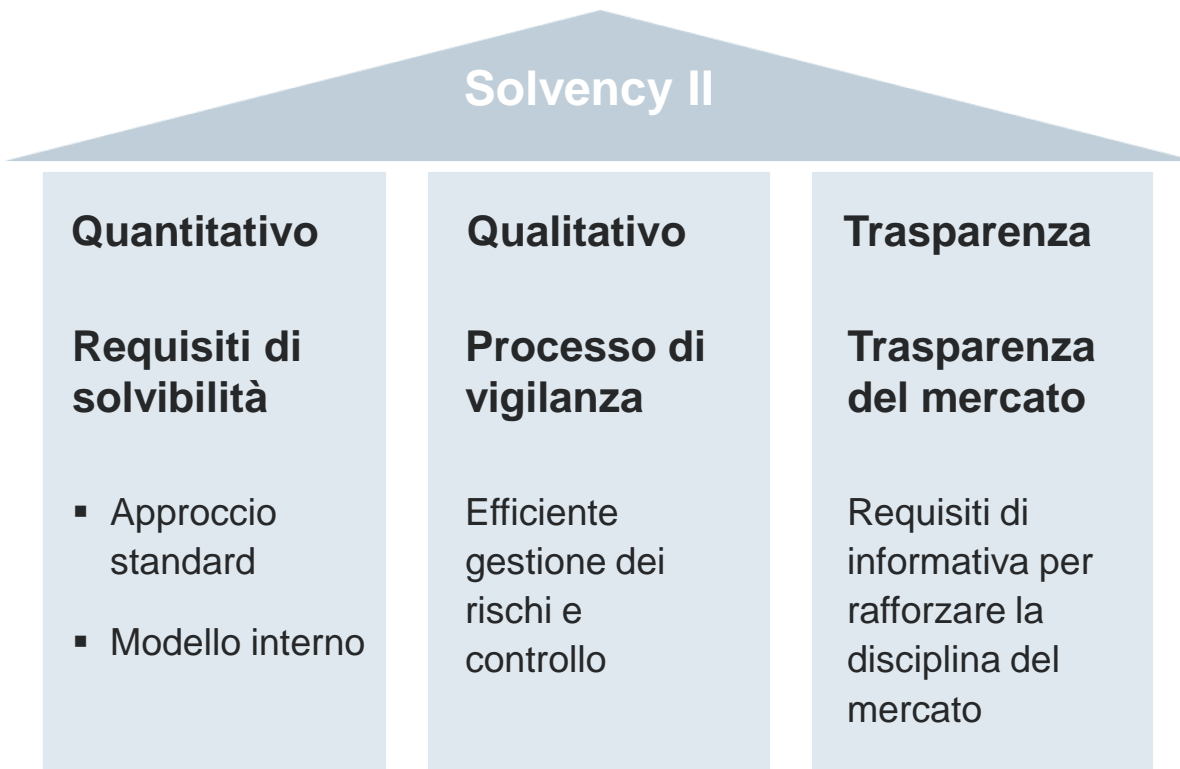 Solvency II
Quantitativo
Requisiti di
solvibilità
▪ Approccio
standard
▪ Modello interno
Qualitativo
Processo di
vigilanza
Efficiente
gestione dei
rischi e
controllo
Trasparenza
Trasparenza
del mercato
Requisiti di
informativa per
rafforzare la
disciplina del
mercato